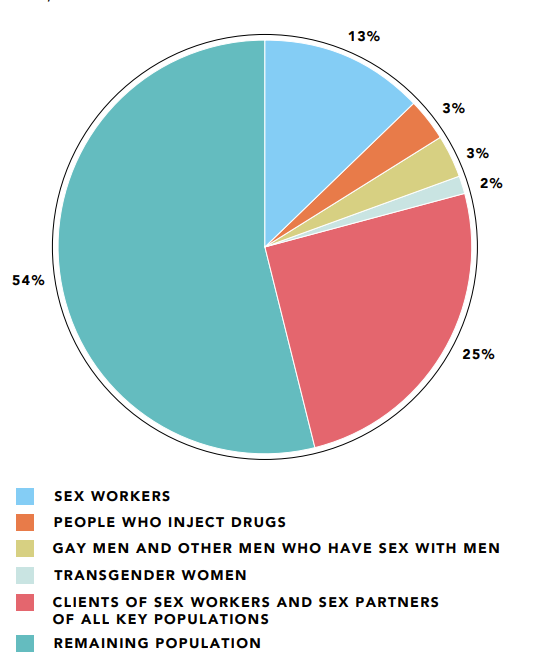 13%
3%
3%
2%
54%
25%
SEX WORKERS
PEOPLE WHO INJECT DRUGS
GAY MEN AND OTHER MEN WHO HAVE SEX WITH MEN
TRANSGENDER WOMEN
CLIENTS OF SEX WORKERS AND SEX PARTNERS
OF ALL KEY POPULATIONS
REMAINING POPULATION